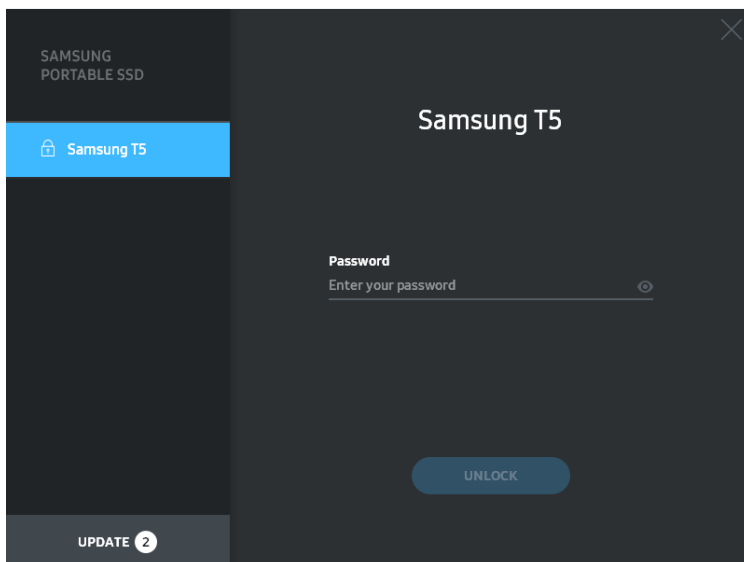 SAMSUNG
PORTABLE SSD
Samsung T5
Samsung T5
Password
Enter your password
UNLOCK
UPDATE 2